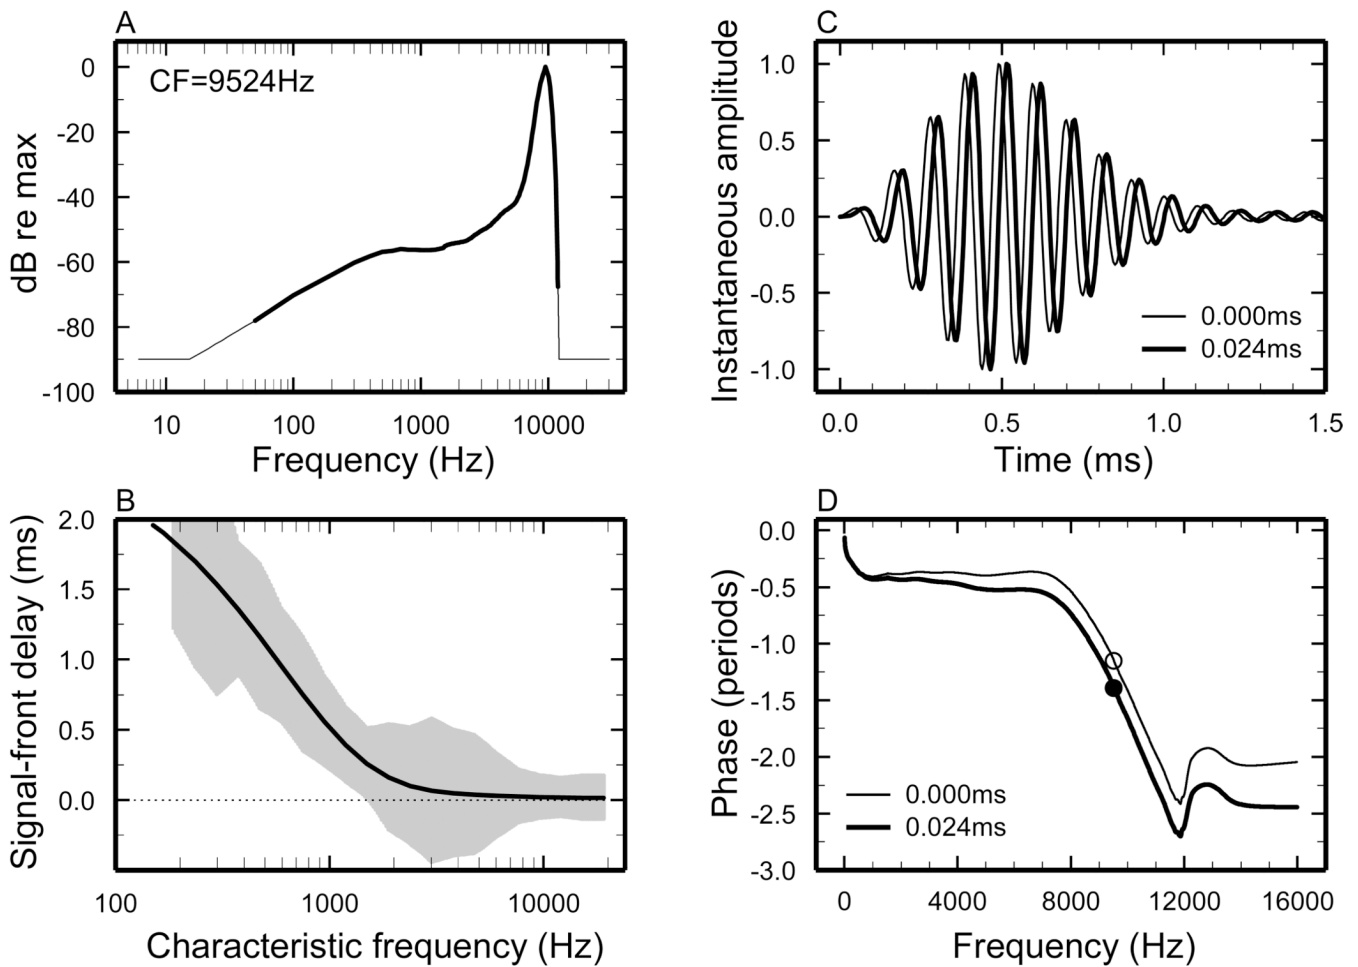 A
CF=9524Hz
dB re max
0
-20
-40
-60
-80
-100
10
100
1000
10000
Frequency (Hz)
C
Instantaneous amplitude
1.0
0.5
0.0
-0.5
-1.0
0.000ms
0.024ms
0.0
0.5
1.0
1.5
Time (ms)
B
Signal-front delay (ms)
2.0
1.5
1.0
0.5
0.0
100
1000
10000
Characteristic frequency (Hz)
D
Phase (periods)
0.0
-0.5
-1.0
-1.5
-2.0
-2.5
-3.0
0.000ms
0.024ms
0
4000
8000
12000
16000
Frequency (Hz)